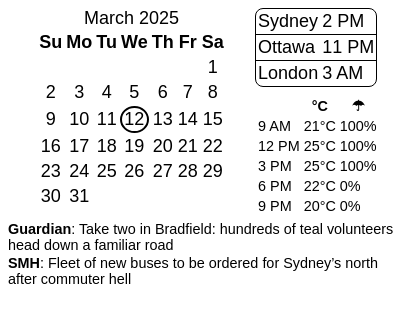 March 2025
Su Mo Tu We Th Fr Sa
1
2 3 4 5 6 7 8
9 10 11 12 13 14 15
16 17 18 19 20 21 22
23 24 25 26 27 28 29
30 31
Sydney 2 PM
Ottawa 11 PM
London 3 AM
°C ☂
9 AM 21°C 100%
12 PM 25°C 100%
3 PM 25°C 100%
6 PM 22°C 0%
9 PM 20°C 0%
Guardian: Take two in Bradfield: hundreds of teal volunteers
head down a familiar road
SMH: Fleet of new buses to be ordered for Sydney’s north
after commuter hell